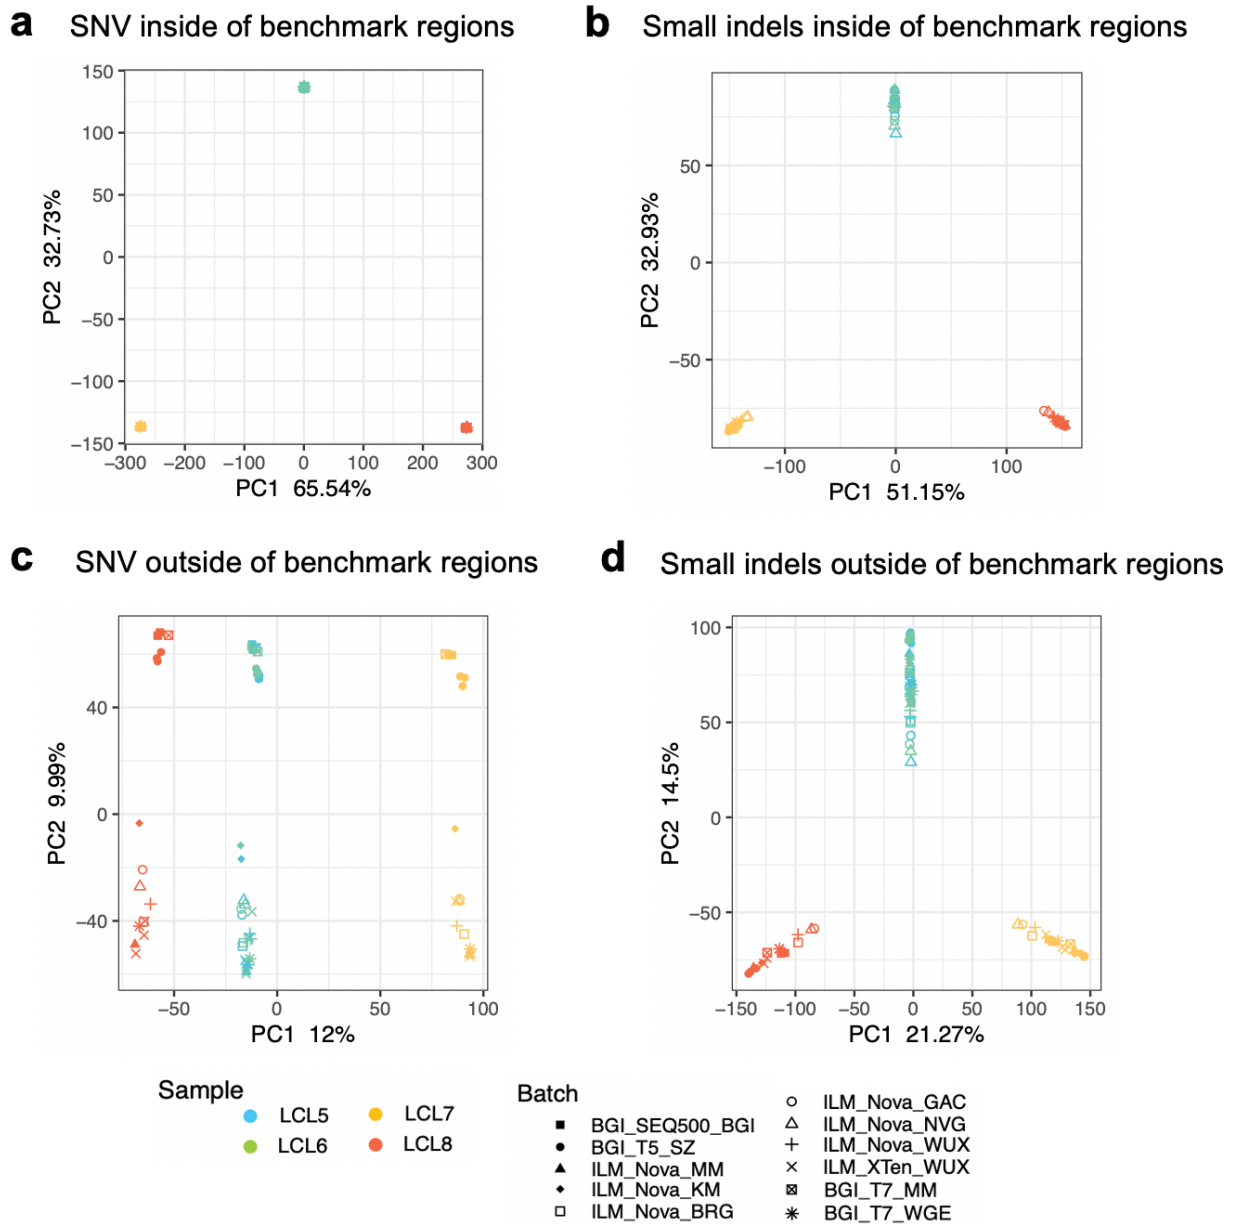 a SNV inside of benchmark regions
150
100
50
0
−50
−100
−150
−300 −200 −100 0 100 200 300
PC2 32.73%
PC1 65.54%
b Small indels inside of benchmark regions
50
0
−50
−100 0 100
PC2 32.93%
PC1 51.15%
c SNV outside of benchmark regions
40
0
−40
−50 0 50 100
PC2 9.99%
PC1 12%
d Small indels outside of benchmark regions
100
50
0
−50
−150 −100 −50 0 50 100 150
PC2 14.5%
PC1 21.27%
Sample
LCL5 LCL7
LCL6 LCL8
Batch
BGI_SEQ500_BGI
BGI_T5_SZ
ILM_Nova_MM
ILM_Nova_KM
ILM_Nova_BRG
ILM_Nova_GAC
ILM_Nova_NVG
ILM_Nova_WUX
ILM_XTen_WUX
BGI_T7_MM
BGI_T7_WGE